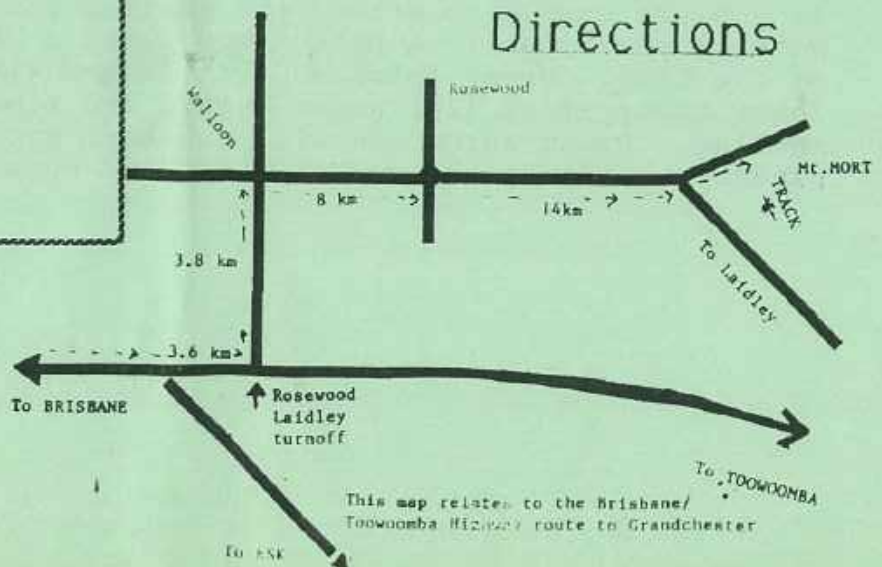 Directions
Walloon
Rosewood
Mt.MORT
8 km
14km
TRACK
3.8 km
To Laidley
3.6 km
To BRISBANE
Rosewood
Laidley
turnoff
To TOOWOOMBA
This map relates to the Brisbane/
Toowoomba route to Grandchester
To ESK